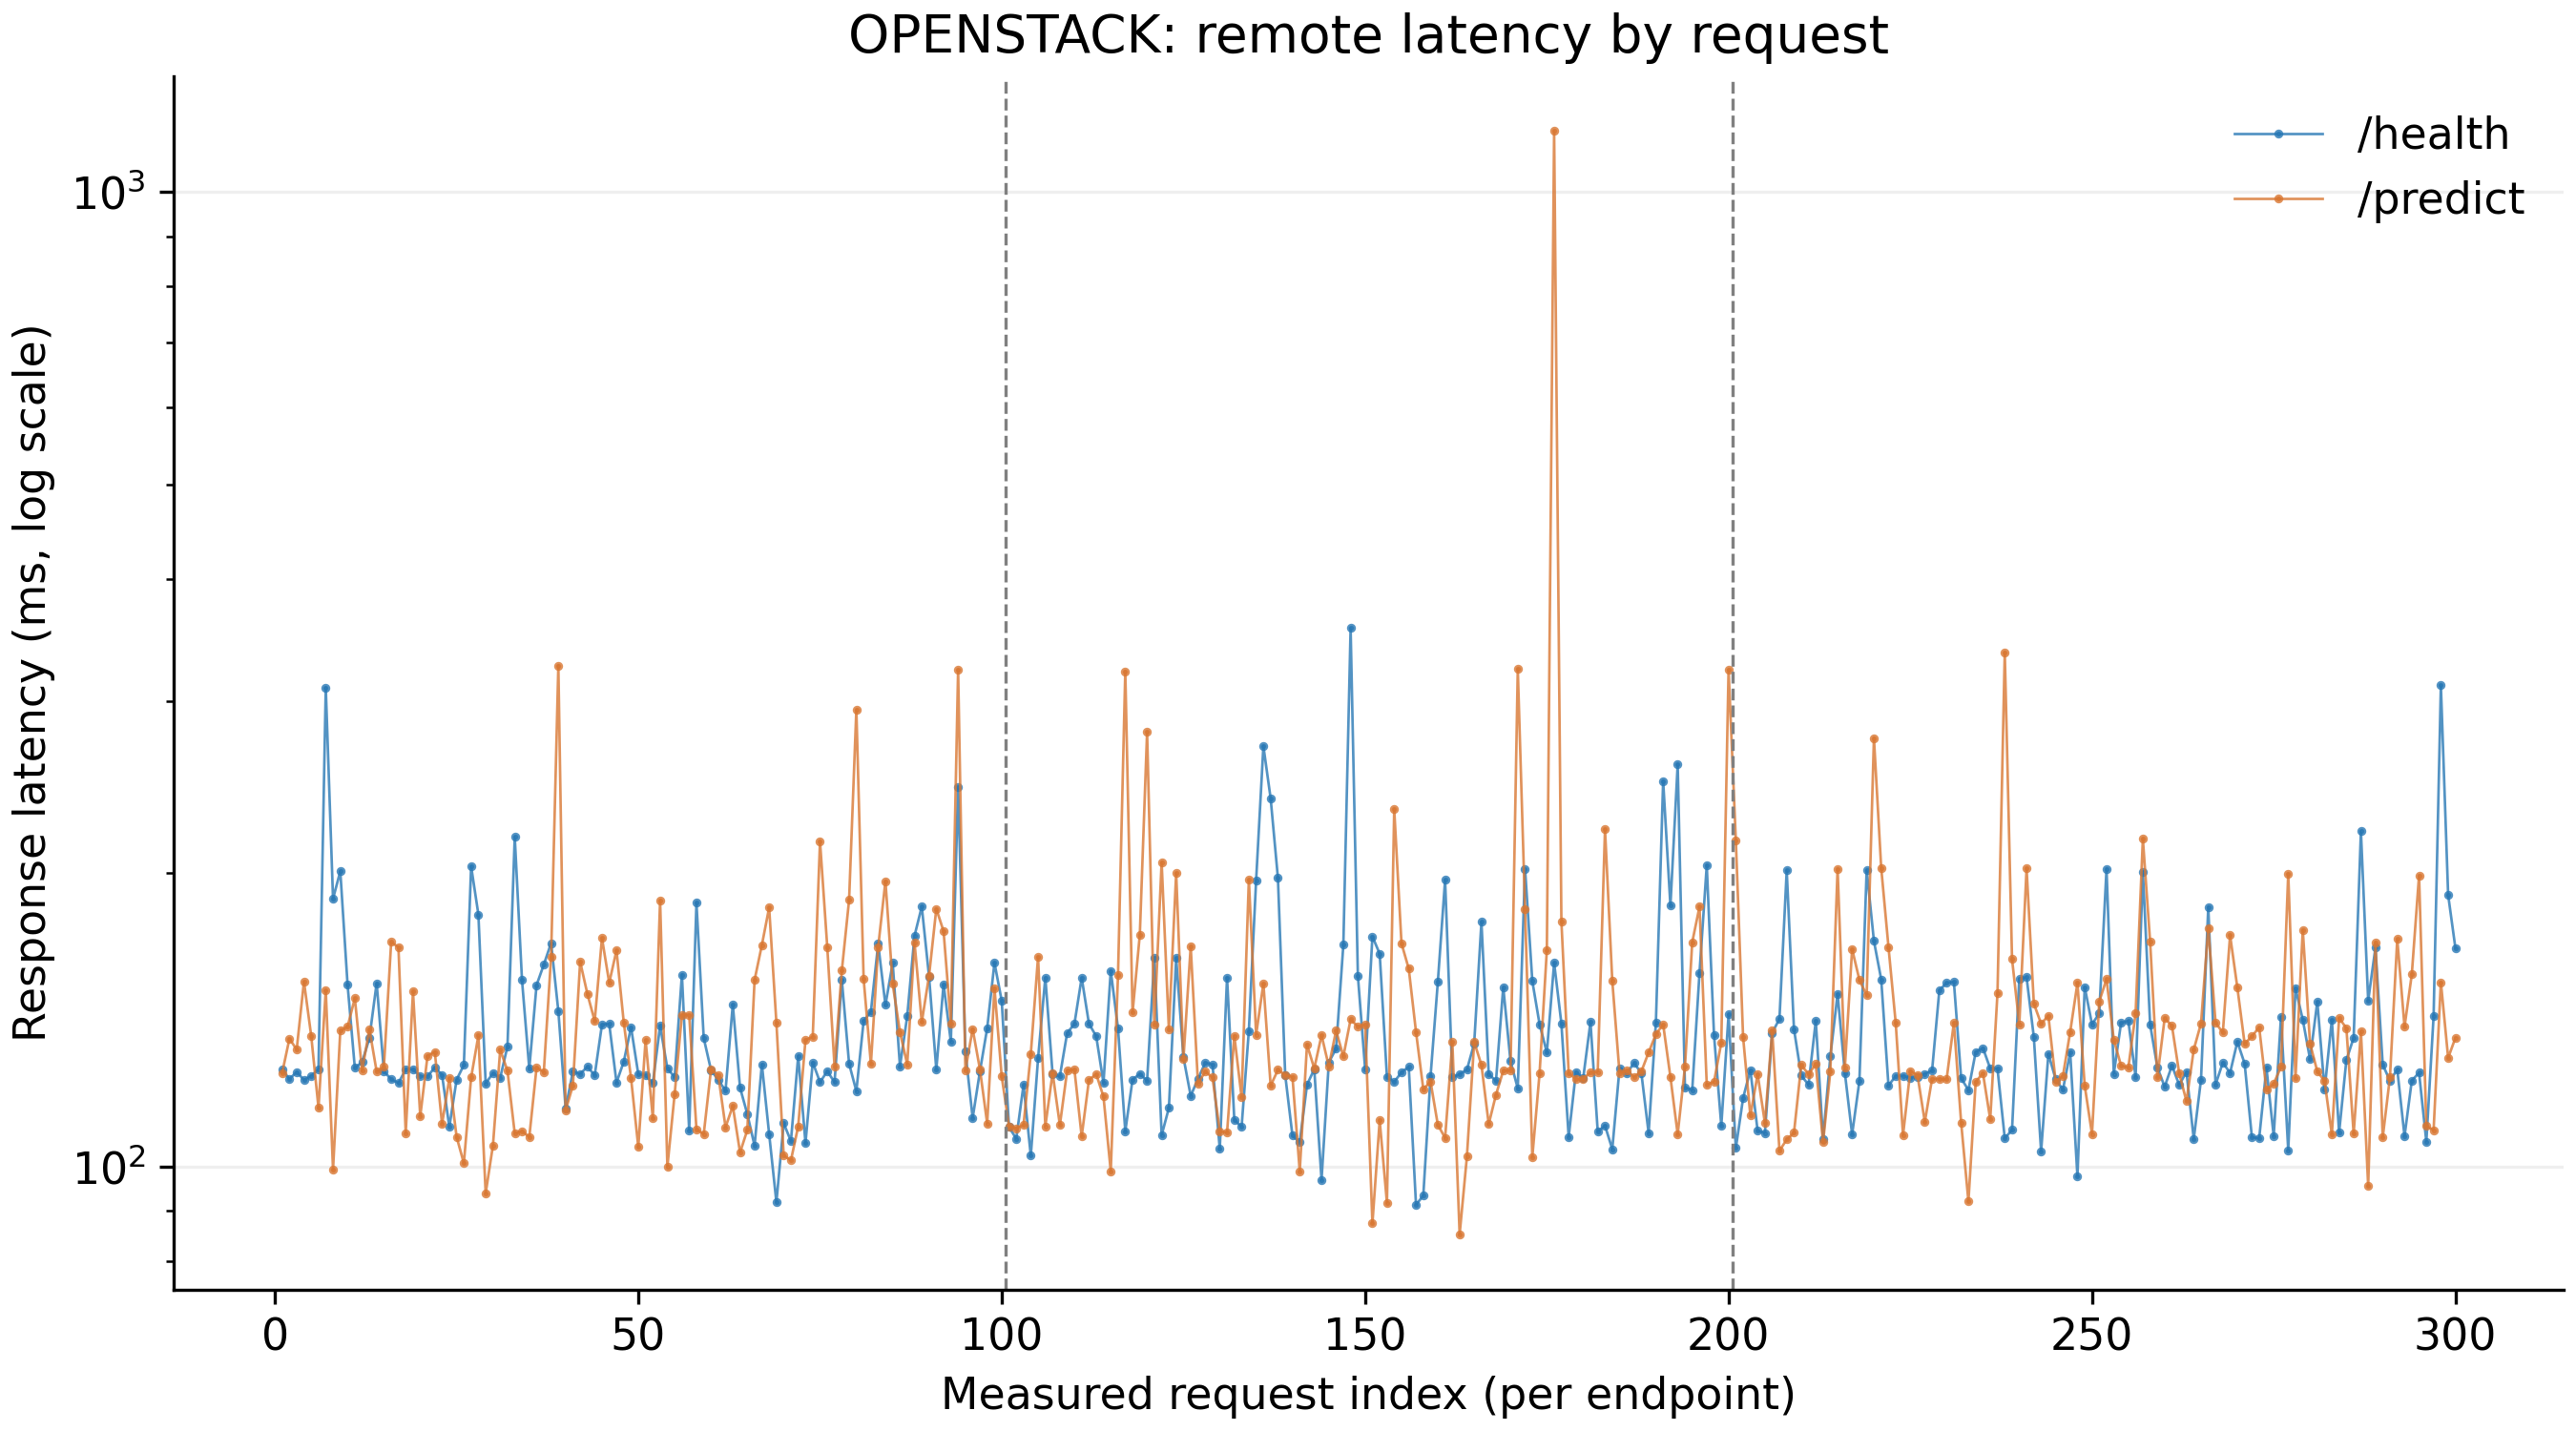 OPENSTACK: remote latency by request
/health
/predict
10³
10²
Response latency (ms, log scale)
0 50 100 150 200 250 300
Measured request index (per endpoint)